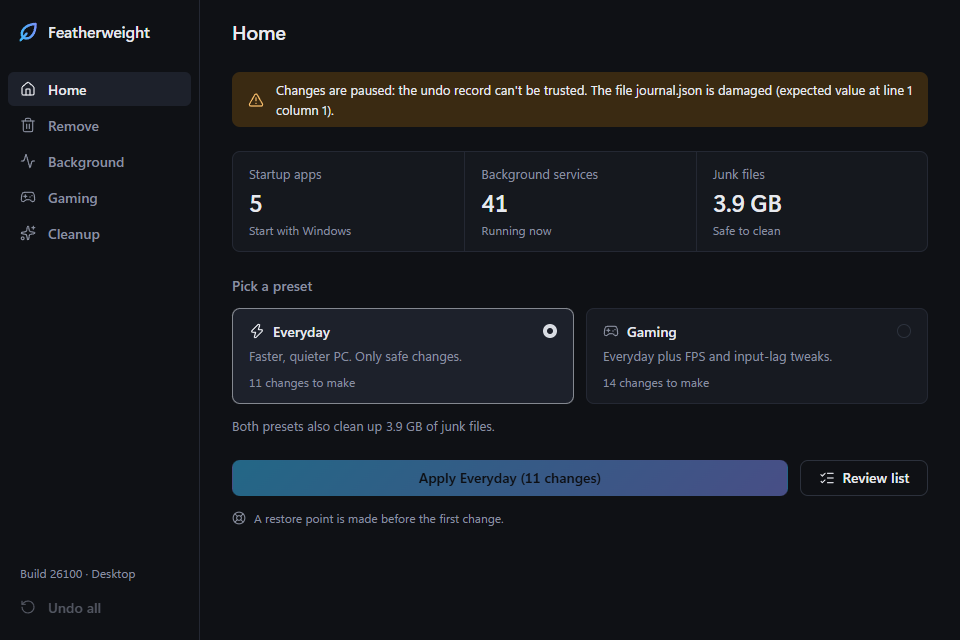 Featherweight
Home
Remove
Background
Gaming
Cleanup
Build 26100 · Desktop
Undo all
Home
Changes are paused: the undo record can't be trusted. The file journal.json is damaged (expected value at line 1
column 1).
Startup apps
5
Start with Windows
Background services
41
Running now
Junk files
3.9 GB
Safe to clean
Pick a preset
Everyday
Faster, quieter PC. Only safe changes.
11 changes to make
Gaming
Everyday plus FPS and input-lag tweaks.
14 changes to make
Both presets also clean up 3.9 GB of junk files.
Apply Everyday (11 changes)
Review list
A restore point is made before the first change.